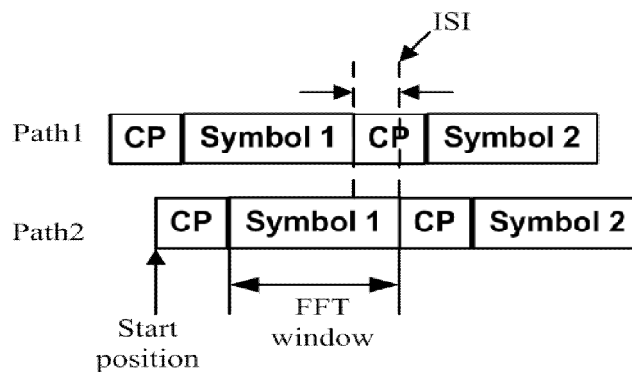 ISI
Path1 CP Symbol 1 CP Symbol 2
Path2 CP Symbol 1 CP Symbol 2
FFT
window
Start
position